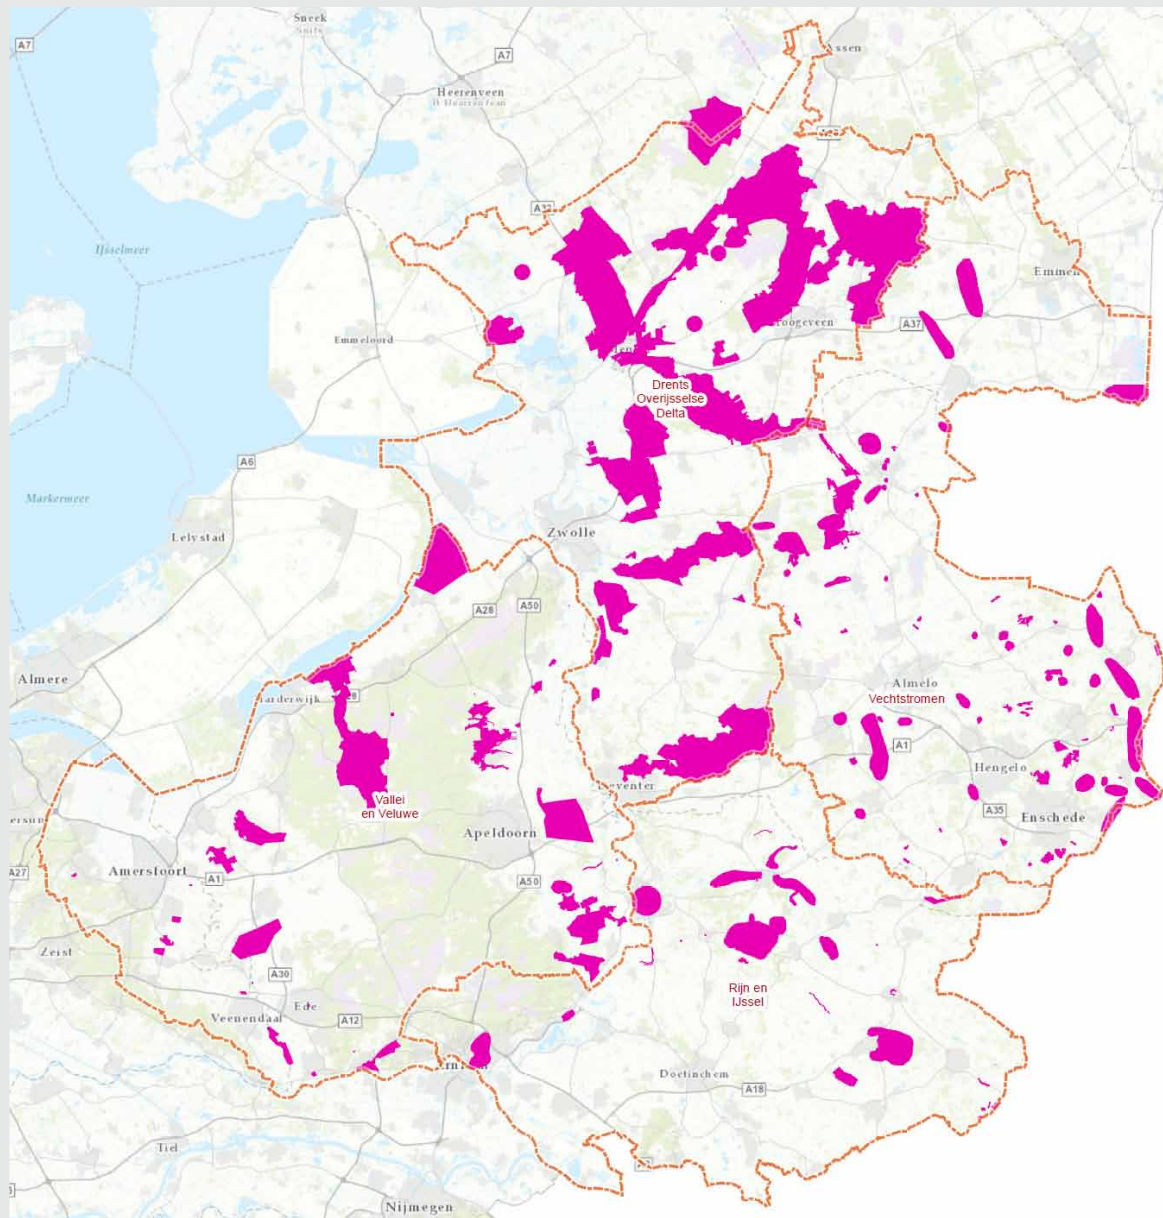 Sneek
Snits
A7
Assen
A7
Heerenveen
It Hearrenfean
A32
IJsselmeer
Emmen
A37
Emmeloord
Drents
Overijsselse
Delta
A6
Markermeer
Lelystad
Zwolle
A28
A50
Almere
Almelo
Vechtstromen
A1
Hengelo
Vallei
en Veluwe
A35
Enschede
Apeldoorn
Amersfoort
A1
A27
A50
Zeist
A30
Rijn en
IJssel
Ede
Veenendaal
A12
Doetinchem
A18
Tiel
Nijmegen